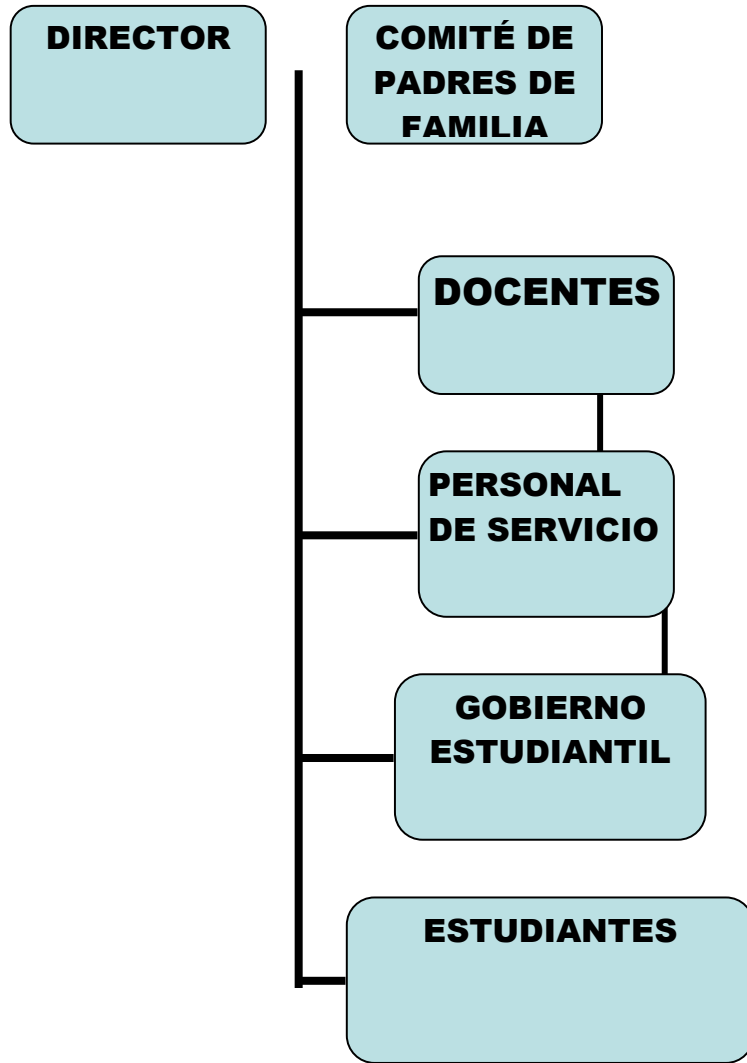 DIRECTOR
COMITÉ DE
PADRES DE
FAMILIA
DOCENTES
PERSONAL
DE SERVICIO
GOBIERNO
ESTUDIANTIL
ESTUDIANTES